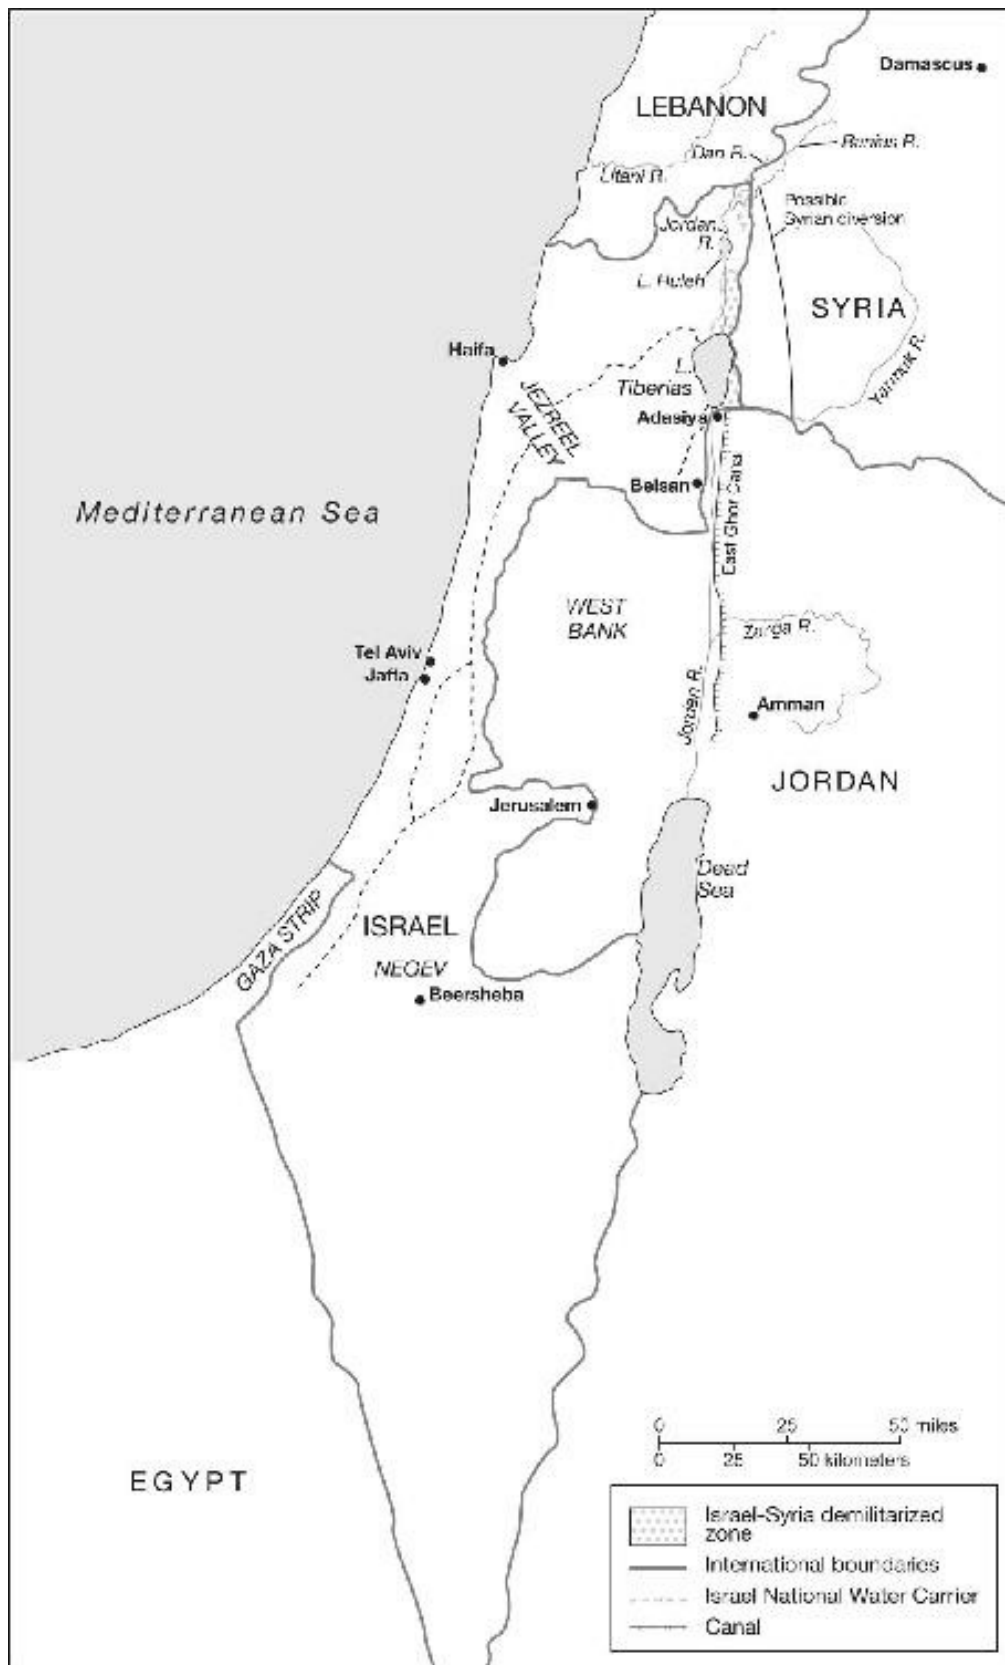 Damascus
LEBANON
Dan R.
Banias R.
Litani R.
Possible
Syrian diversion
Jordan
R.
L. Huleh
SYRIA
Haifa
L.
Tiberias
Yarmuk R.
JEZREEL
VALLEY
Adasiya
Beisan
Mediterranean Sea
East Ghor Canal
WEST
BANK
Zarqa R.
Tel Aviv
Jaffa
Jordan R.
Amman
JORDAN
Jerusalem
Dead
Sea
GAZA STRIP
ISRAEL
NEGEV
Beersheba
0 25 50 miles
0 25 50 kilometers
EGYPT
Israel-Syria demilitarized
zone
International boundaries
Israel National Water Carrier
Canal